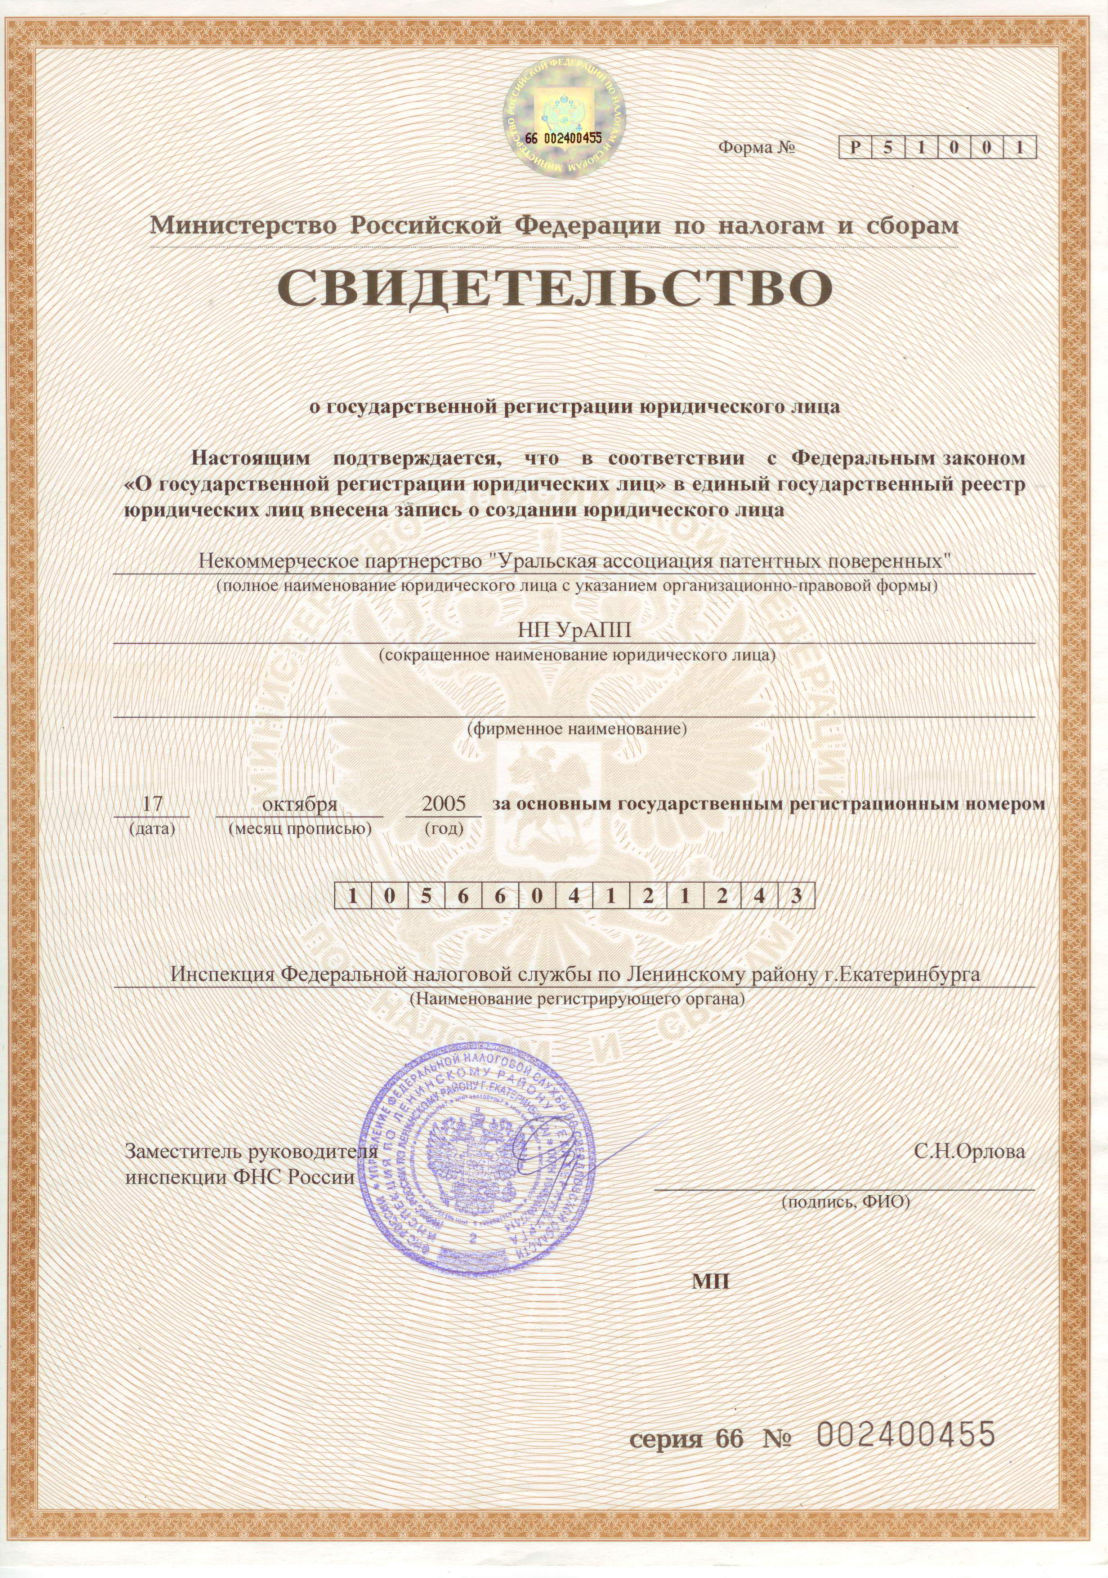 66 002400455
Форма № Р 5 1 0 0 1
Министерство Российской Федерации по налогам и сборам
СВИДЕТЕЛЬСТВО
о государственной регистрации юридического лица
Настоящим подтверждается, что в соответствии с Федеральным законом
«О государственной регистрации юридических лиц» в единый государственный реестр
юридических лиц внесена запись о создании юридического лица
Некоммерческое партнерство "Уральская ассоциация патентных поверенных"
(полное наименование юридического лица с указанием организационно-правовой формы)
НП УрАПП
(сокращенное наименование юридического лица)
(фирменное наименование)
17 октября 2005 за основным государственным регистрационным номером
(дата) (месяц прописью) (год)
1 0 5 6 6 0 4 1 2 1 2 4 3
Инспекция Федеральной налоговой службы по Ленинскому району г.Екатеринбурга
(Наименование регистрирующего органа)
Заместитель руководителя С.Н.Орлова
инспекции ФНС России
(подпись, ФИО)
МП
серия 66 № 002400455